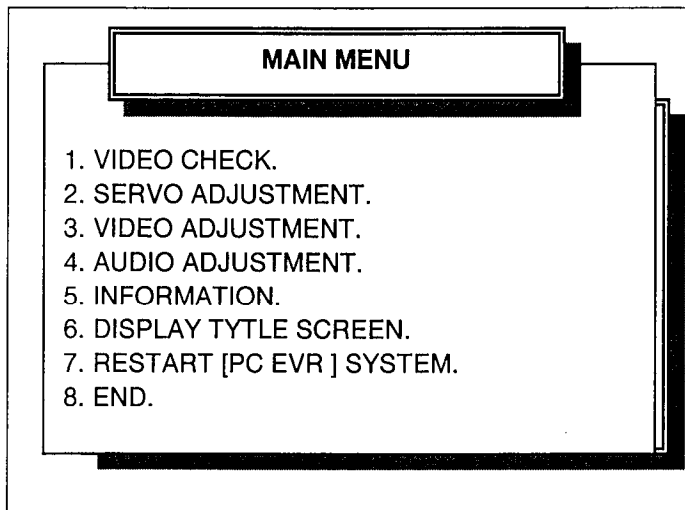 MAIN MENU
1. VIDEO CHECK.
2. SERVO ADJUSTMENT.
3. VIDEO ADJUSTMENT.
4. AUDIO ADJUSTMENT.
5. INFORMATION.
6. DISPLAY TYTLE SCREEN.
7. RESTART [PC EVR ] SYSTEM.
8. END.